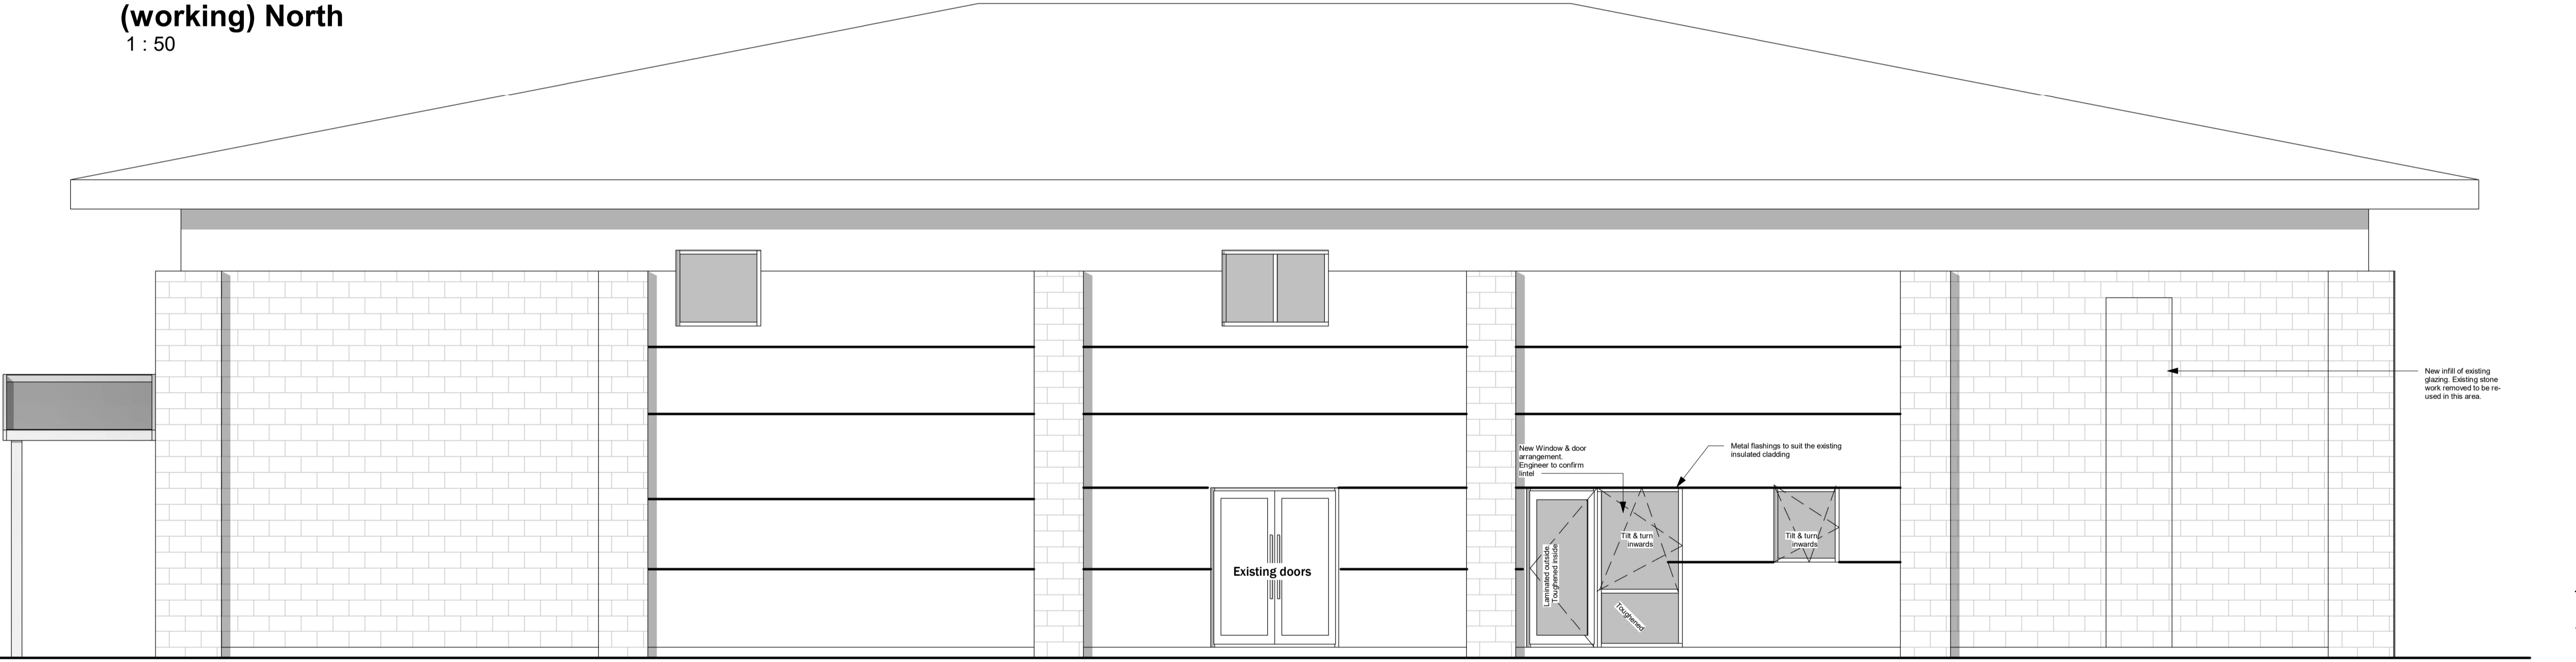 (working) North
1 : 50
New infill of existing
glazing. Existing stone
work removed to be re-
used in this area.
New Window & door
arrangement.
Engineer to confirm
lintel
Metal flashings to suit the existing
insulated cladding
Existing doors
Laminated outside.
Toughened inside
Tilt & turn
inwards
Toughened
Tilt & turn
inwards